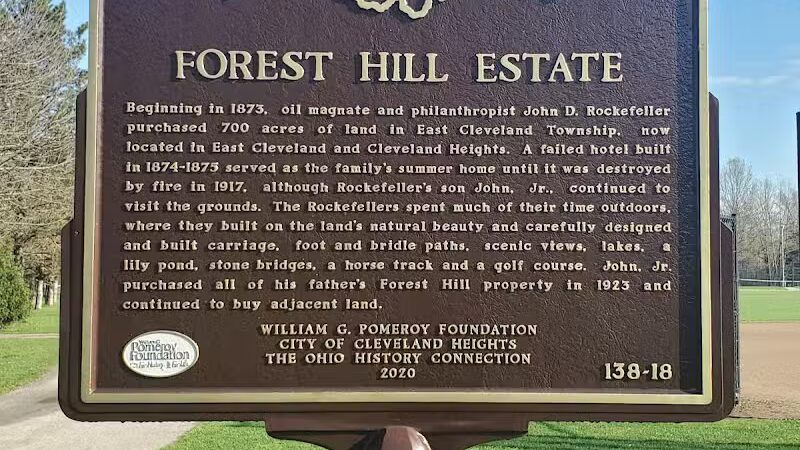 FOREST HILL ESTATE
Beginning in 1873, oil magnate and philanthropist John D. Rockefeller
purchased 700 acres of land in East Cleveland Township, now
located in East Cleveland and Cleveland Heights. A failed hotel built
in 1874-1875 served as the family's summer home until it was destroyed
by fire in 1917, although Rockefeller's son John, Jr., continued to
visit the grounds. The Rockefellers spent much of their time outdoors,
where they built on the land's natural beauty and carefully designed
and built carriage, foot and bridle paths, scenic views, lakes, a
lily pond, stone bridges, a horse track and a golf course. John, Jr.
purchased all of his father's Forest Hill property in 1923 and
continued to buy adjacent land.
WILLIAM G. POMEROY FOUNDATION
CITY OF CLEVELAND HEIGHTS
THE OHIO HISTORY CONNECTION
2020
Pomeroy
Foundation
138-18